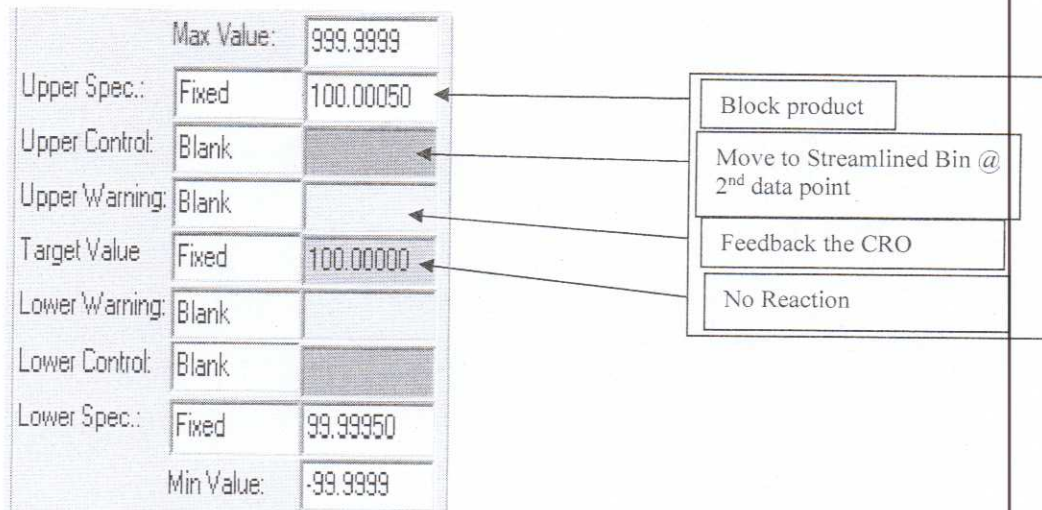 Max Value: 999.9999
Upper Spec.: Fixed 100.00050
Upper Control: Blank
Upper Warning: Blank
Target Value Fixed 100.00000
Lower Warning: Blank
Lower Control: Blank
Lower Spec.: Fixed 99.99950
Min Value: -99.9999
Block product
Move to Streamlined Bin @
2nd data point
Feedback the CRO
No Reaction